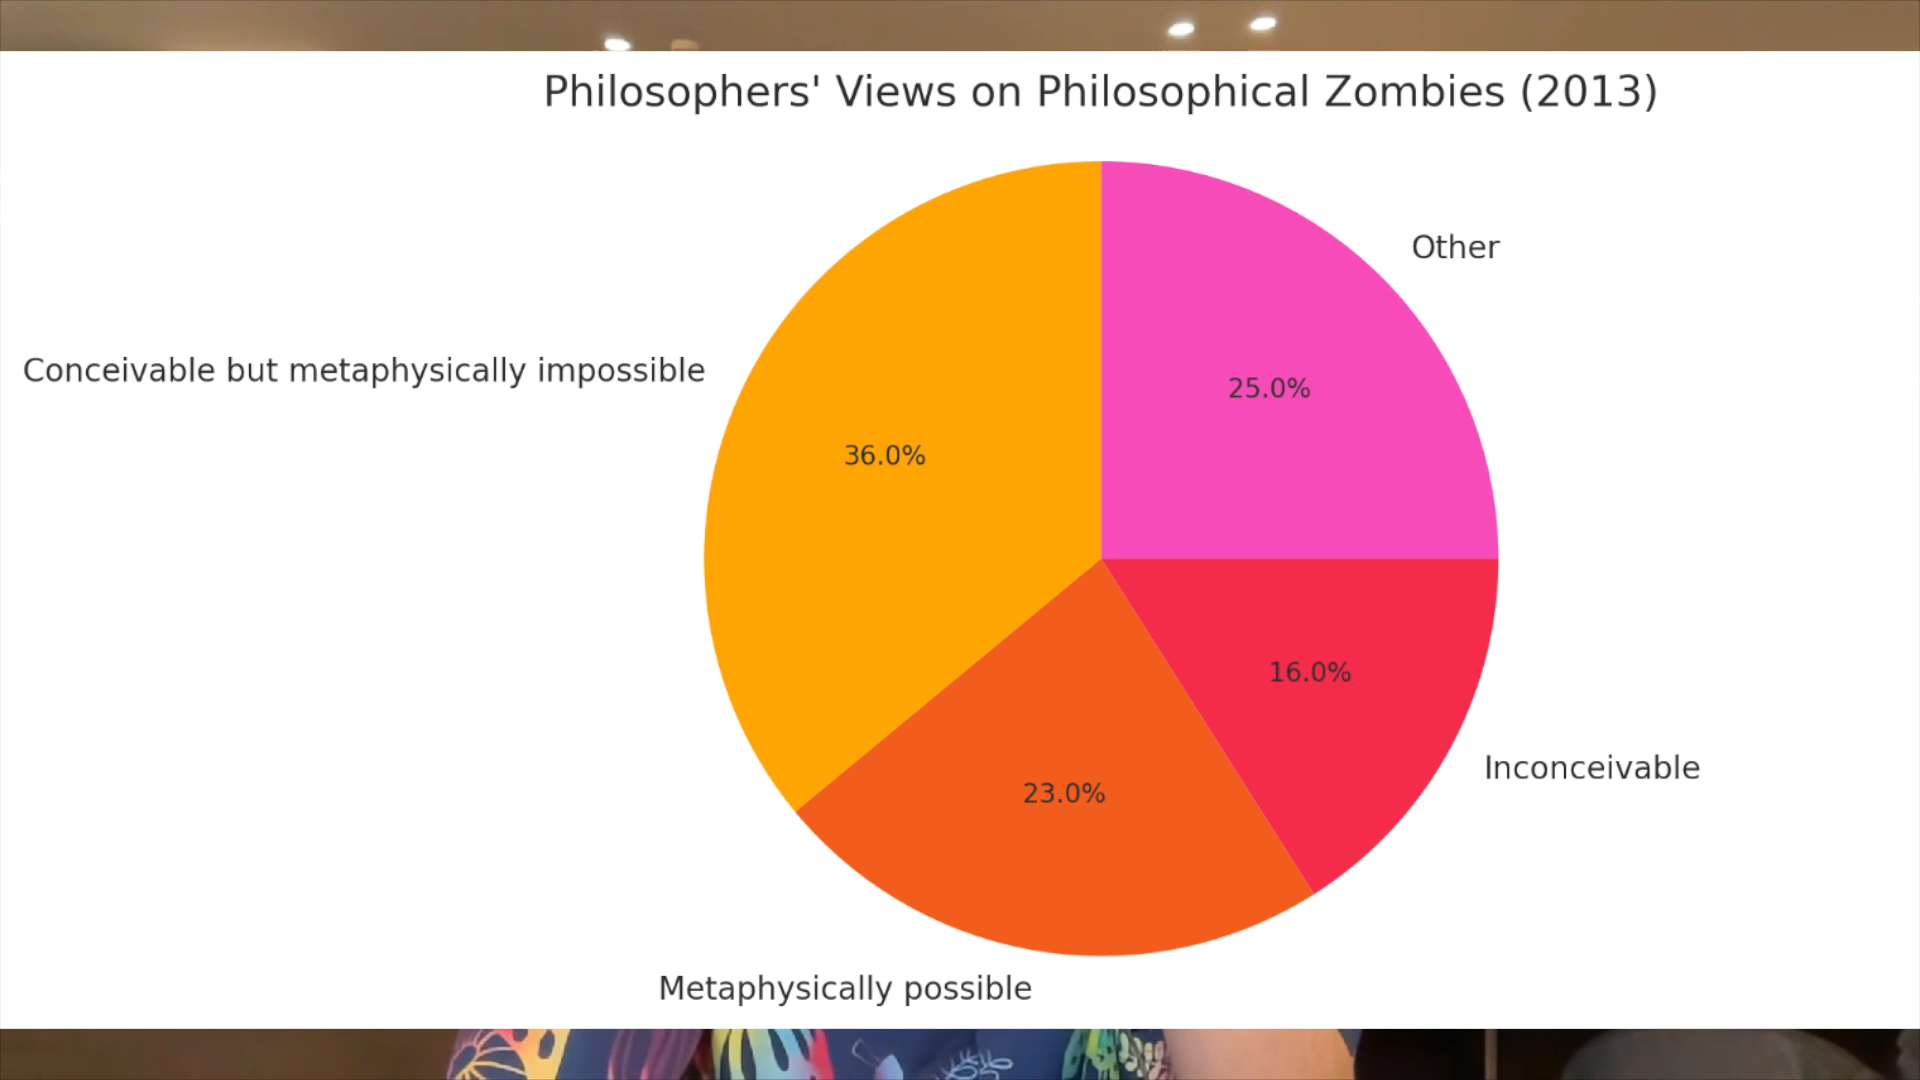 Philosophers' Views on Philosophical Zombies (2013)
Other
Conceivable but metaphysically impossible
25.0%
36.0%
16.0%
Inconceivable
23.0%
Metaphysically possible